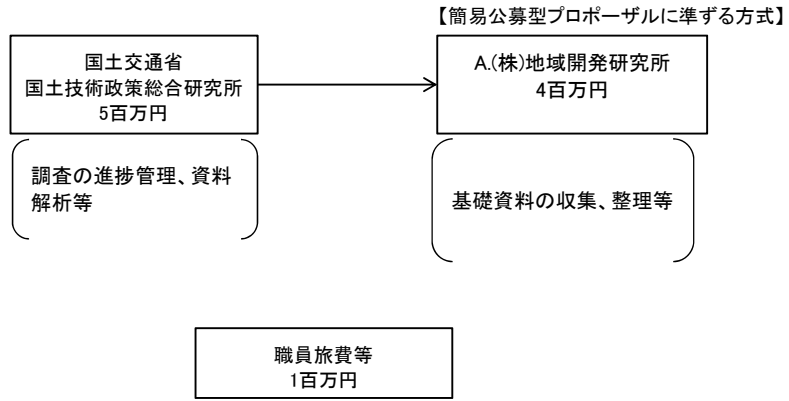 【簡易公募型プロポーザルに準ずる方式】
国土交通省
国土技術政策総合研究所
5百万円
A.(株)地域開発研究所
4百万円
調査の進捗管理、資料
解析等
基礎資料の収集、整理等
職員旅費等
1百万円